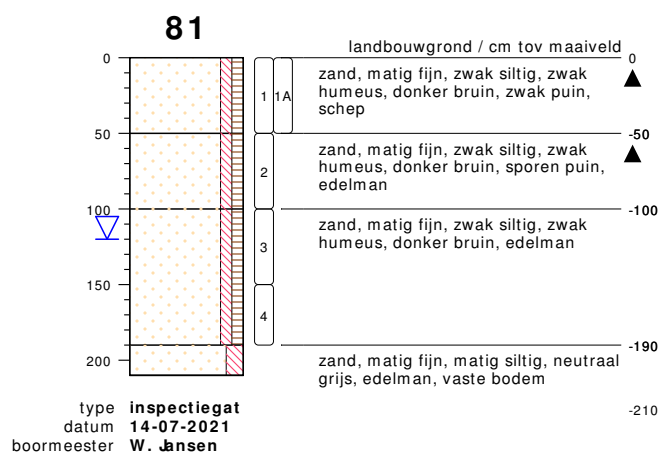 81
landbouwgrond / cm tov maaiveld
0
0
zand, matig fijn, zwak siltig, zwak
humeus, donker bruin, zwak puin,
schep
1
1A
50
-50
zand, matig fijn, zwak siltig, zwak
humeus, donker bruin, sporen puin,
edelman
2
100
-100
zand, matig fijn, zwak siltig, zwak
humeus, donker bruin, edelman
3
150
4
-190
200
zand, matig fijn, matig siltig, neutraal
grijs, edelman, vaste bodem
-210
type inspectiegat
datum 14-07-2021
boormeester W. Jansen